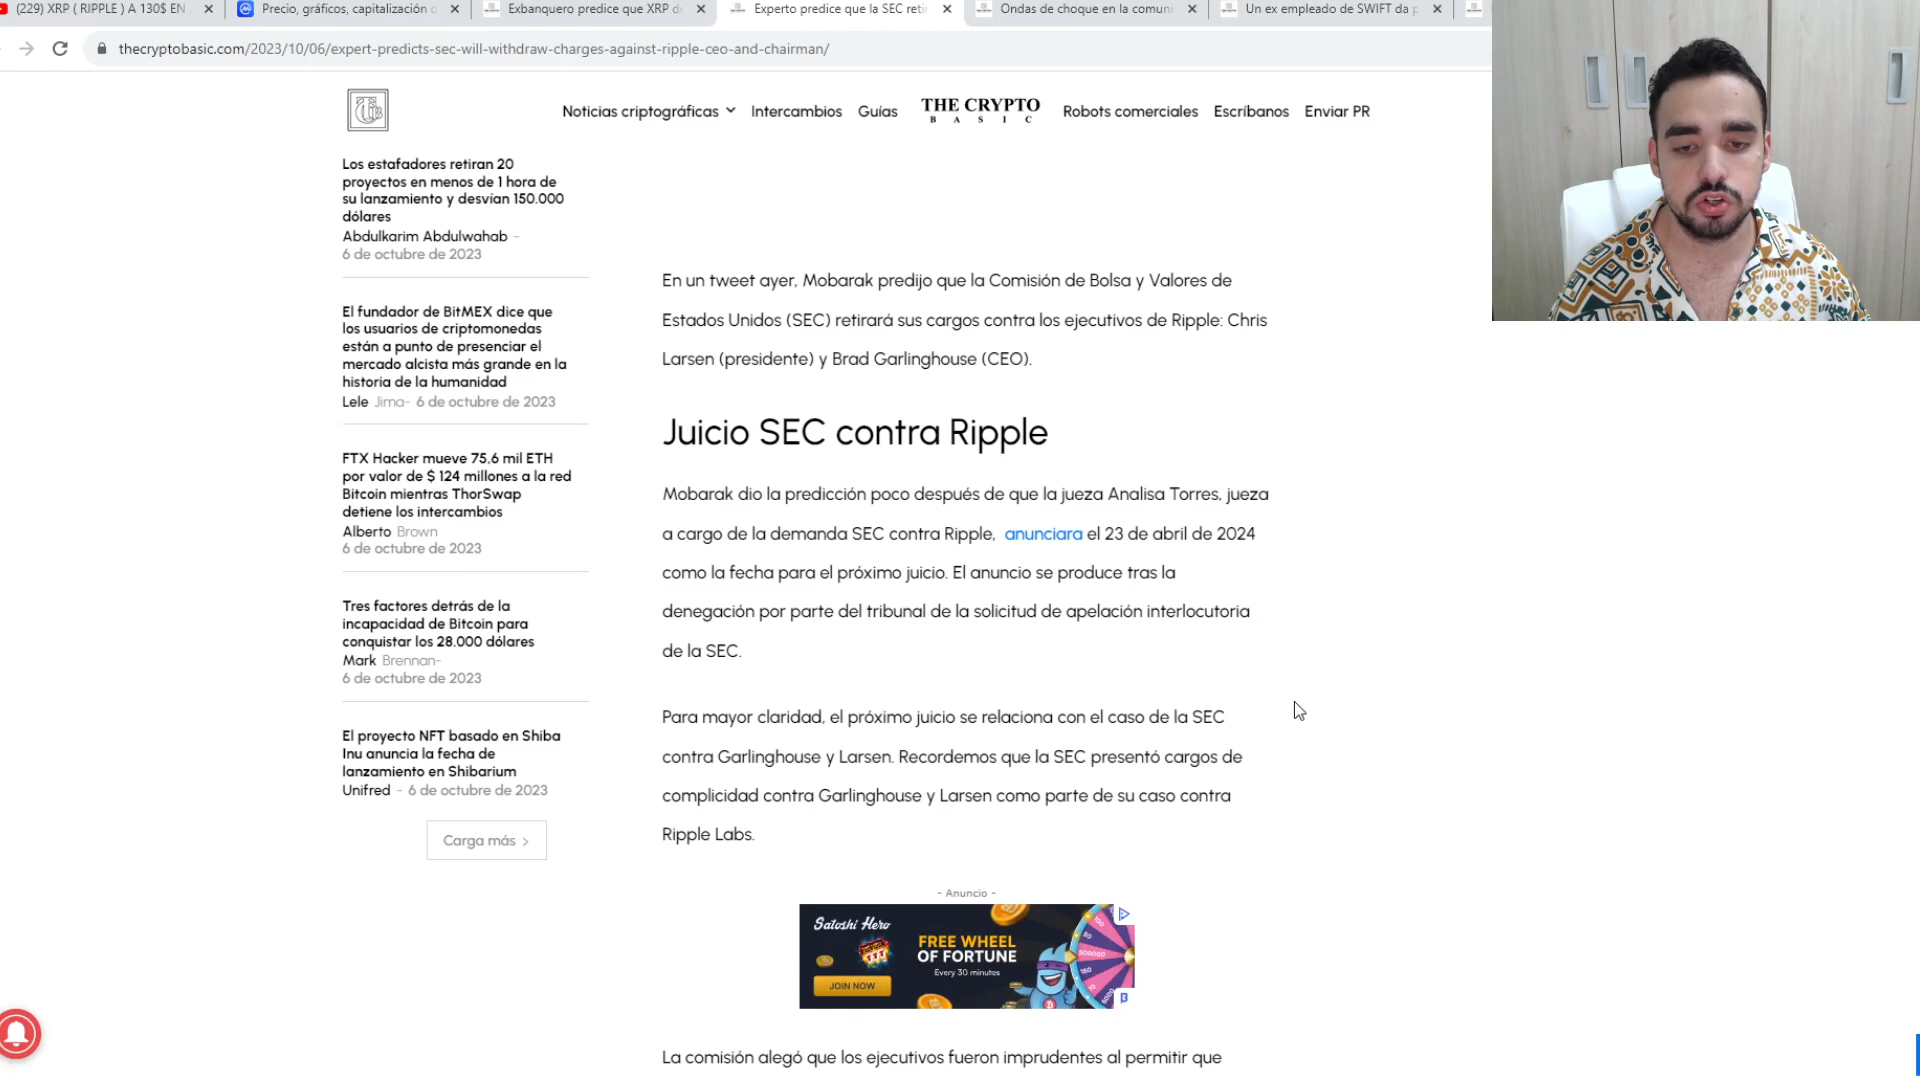 (229) XRP ( RIPPLE ) A 130$ EN
Precio, gráficos, capitalización
Exbanquero predice que XRP
Experto predice que la SEC reti
Ondas de choque en la comuni
Un ex empleado de SWIFT da
thecryptobasic.com/2023/10/06/expert-predicts-sec-will-withdraw-charges-against-ripple-ceo-and-chairman/
Noticias criptográficas
Intercambios
Guías
THE CRYPTO
BASIC
Robots comerciales
Escríbanos
Enviar PR
Los estafadores retiran 20
proyectos en menos de 1 hora de
su lanzamiento y desvían 150.000
dólares
Abdulkarim Abdulwahab -
6 de octubre de 2023
El fundador de BitMEX dice que
los usuarios de criptomonedas
están a punto de presenciar el
mercado alcista más grande en la
historia de la humanidad
Lele Jima- 6 de octubre de 2023
FTX Hacker mueve 75,6 mil ETH
por valor de $ 124 millones a la red
Bitcoin mientras ThorSwap
detiene los intercambios
Alberto Brown
6 de octubre de 2023
Tres factores detrás de la
incapacidad de Bitcoin para
conquistar los 28.000 dólares
Mark Brennan-
6 de octubre de 2023
El proyecto NFT basado en Shiba
Inu anuncia la fecha de
lanzamiento en Shibarium
Unifred - 6 de octubre de 2023
Carga más
En un tweet ayer, Mobarak predijo que la Comisión de Bolsa y Valores de
Estados Unidos (SEC) retirará sus cargos contra los ejecutivos de Ripple: Chris
Larsen (presidente) y Brad Garlinghouse (CEO).
Juicio SEC contra Ripple
Mobarak dio la predicción poco después de que la jueza Analisa Torres, jueza
a cargo de la demanda SEC contra Ripple, anunciara el 23 de abril de 2024
como la fecha para el próximo juicio. El anuncio se produce tras la
denegación por parte del tribunal de la solicitud de apelación interlocutoria
de la SEC.
Para mayor claridad, el próximo juicio se relaciona con el caso de la SEC
contra Garlinghouse y Larsen. Recordemos que la SEC presentó cargos de
complicidad contra Garlinghouse y Larsen como parte de su caso contra
Ripple Labs.
- Anuncio -
Satoshi Hero
JOIN NOW
FREE WHEEL
OF FORTUNE
Every 30 minutes
La comisión alegó que los ejecutivos fueron imprudentes al permitir que